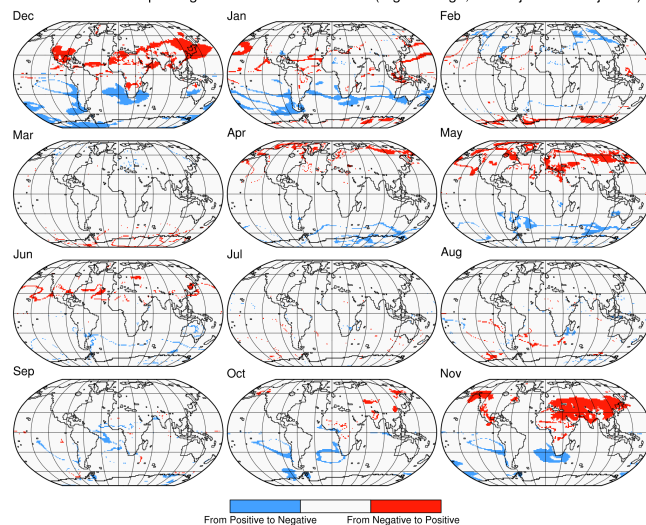 Dec Jan Feb
Mar Apr May
Jun Jul Aug
Sep Oct Nov
From Positive to Negative From Negative to Positive